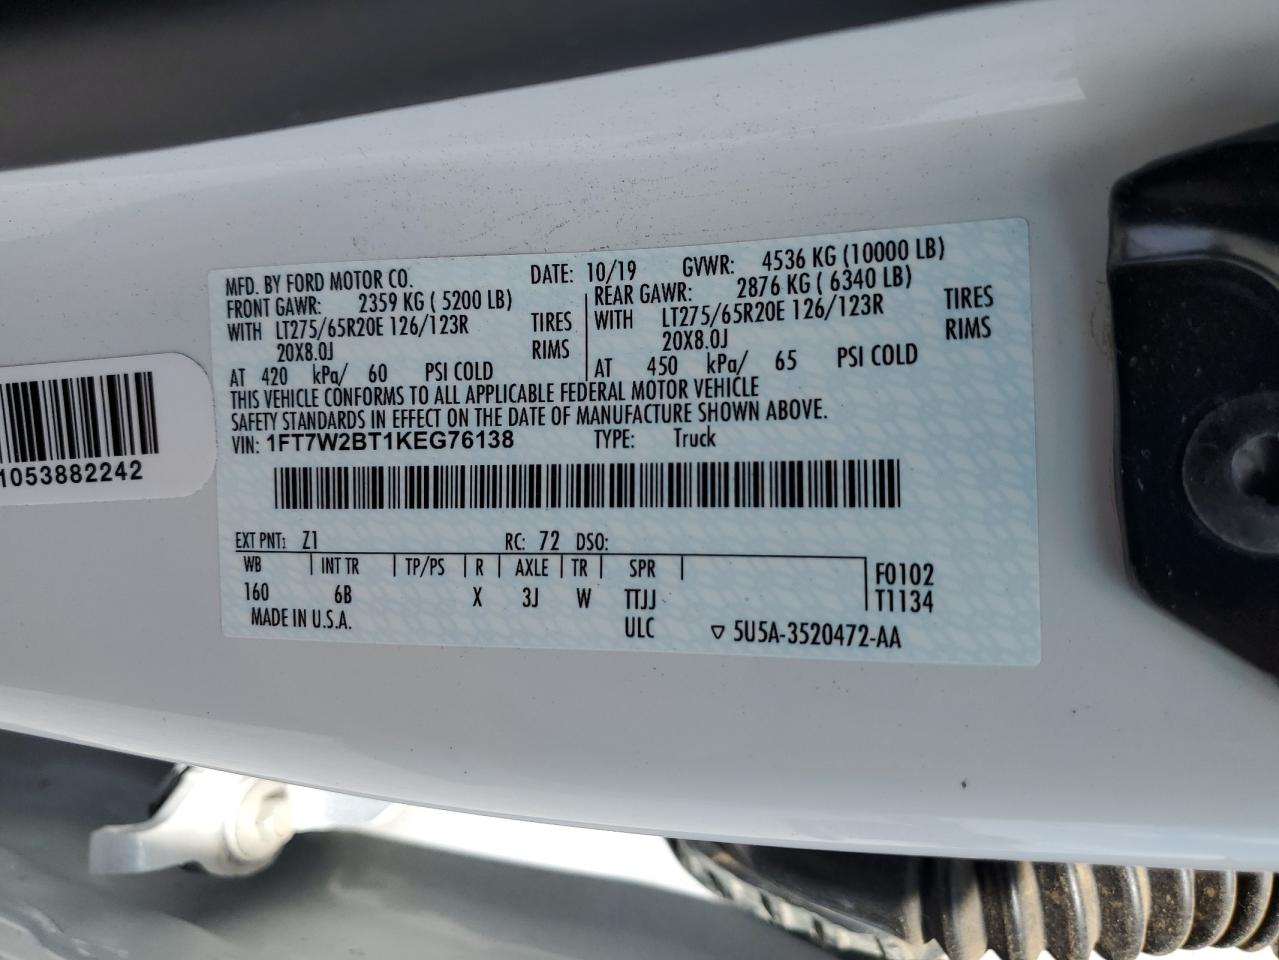 MFD. BY FORD MOTOR CO. DATE: 10/19 GVWR: 4536 KG (10000 LB)
FRONT GAWR: 2359 KG ( 5200 LB) REAR GAWR: 2876 KG ( 6340 LB)
WITH LT275/65R20E 126/123R TIRES WITH LT275/65R20E 126/123R TIRES
20X8.0J RIMS 20X8.0J RIMS
AT 420 kPa/ 60 PSI COLD AT 450 kPa/ 65 PSI COLD
THIS VEHICLE CONFORMS TO ALL APPLICABLE FEDERAL MOTOR VEHICLE
SAFETY STANDARDS IN EFFECT ON THE DATE OF MANUFACTURE SHOWN ABOVE.
VIN: 1FT7W2BT1KEG76138 TYPE: Truck
1053882242
EXT PNT: Z1 RC: 72 DSO:
WB INT TR TP/PS R AXLE TR SPR F0102
160 6B X 3J W TTJJ T1134
MADE IN U.S.A. ULC ▽ 5U5A-3520472-AA